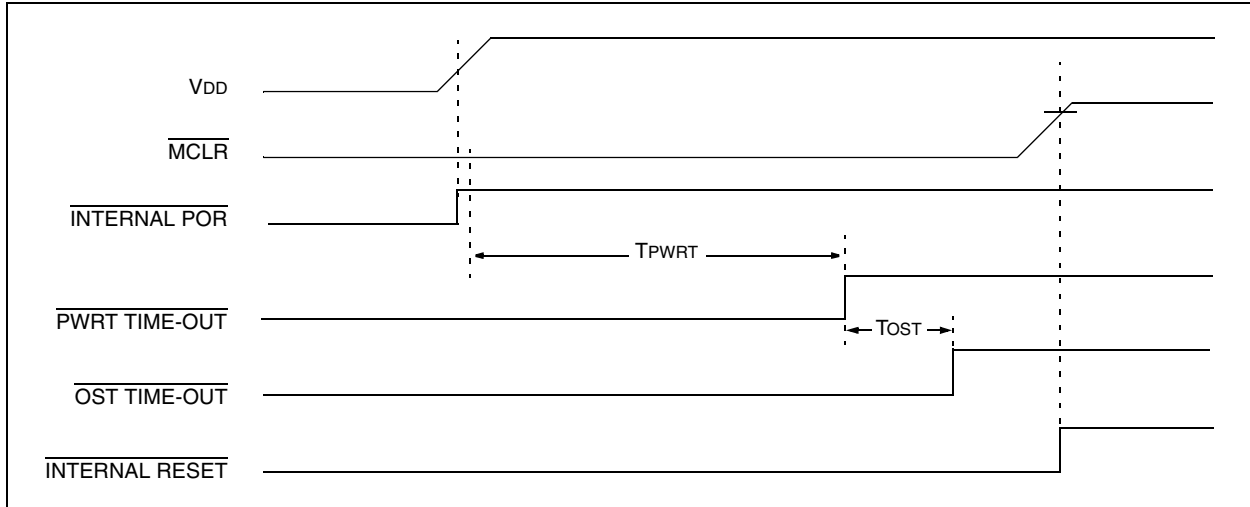 VDD
MCLR
INTERNAL POR
TPWRT
PWRT TIME-OUT
TOST
OST TIME-OUT
INTERNAL RESET